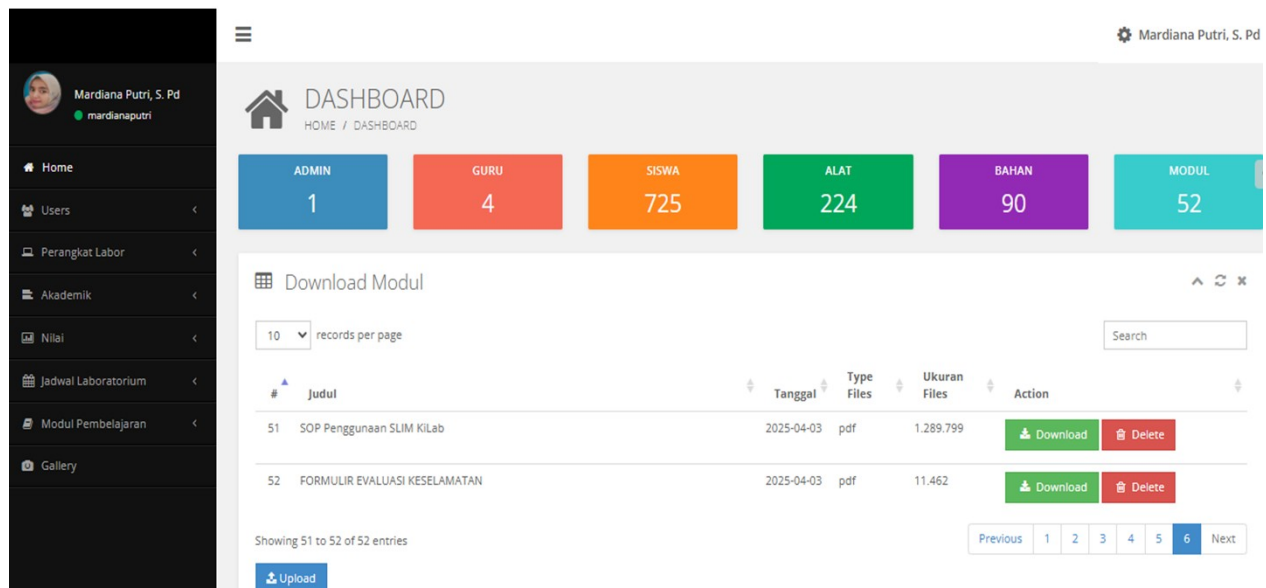 Mardiana Putri, S. Pd
Mardiana Putri, S. Pd
mardianaputri
Home
Users
Perangkat Labor
Akademik
Nilai
Jadwal Laboratorium
Modul Pembelajaran
Gallery
DASHBOARD
HOME / DASHBOARD
ADMIN GURU SISWA ALAT BAHAN MODUL
1 4 725 224 90 52
Download Modul
10 records per page Search
# Judul Tanggal Type Files Ukuran Files Action
51 SOP Penggunaan SLIM KiLab 2025-04-03 pdf 1.289.799 Download Delete
52 FORMULIR EVALUASI KESELAMATAN 2025-04-03 pdf 11.462 Download Delete
Showing 51 to 52 of 52 entries Previous 1 2 3 4 5 6 Next
Upload